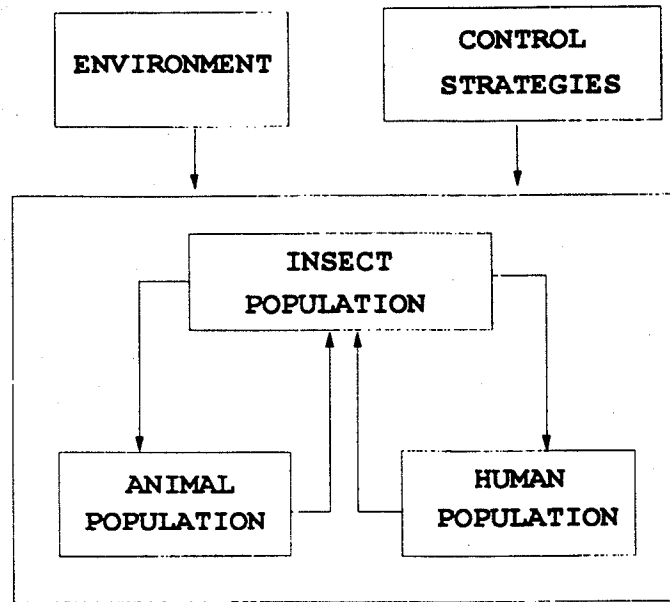 ENVIRONMENT
CONTROL
STRATEGIES
INSECT
POPULATION
ANIMAL
POPULATION
HUMAN
POPULATION